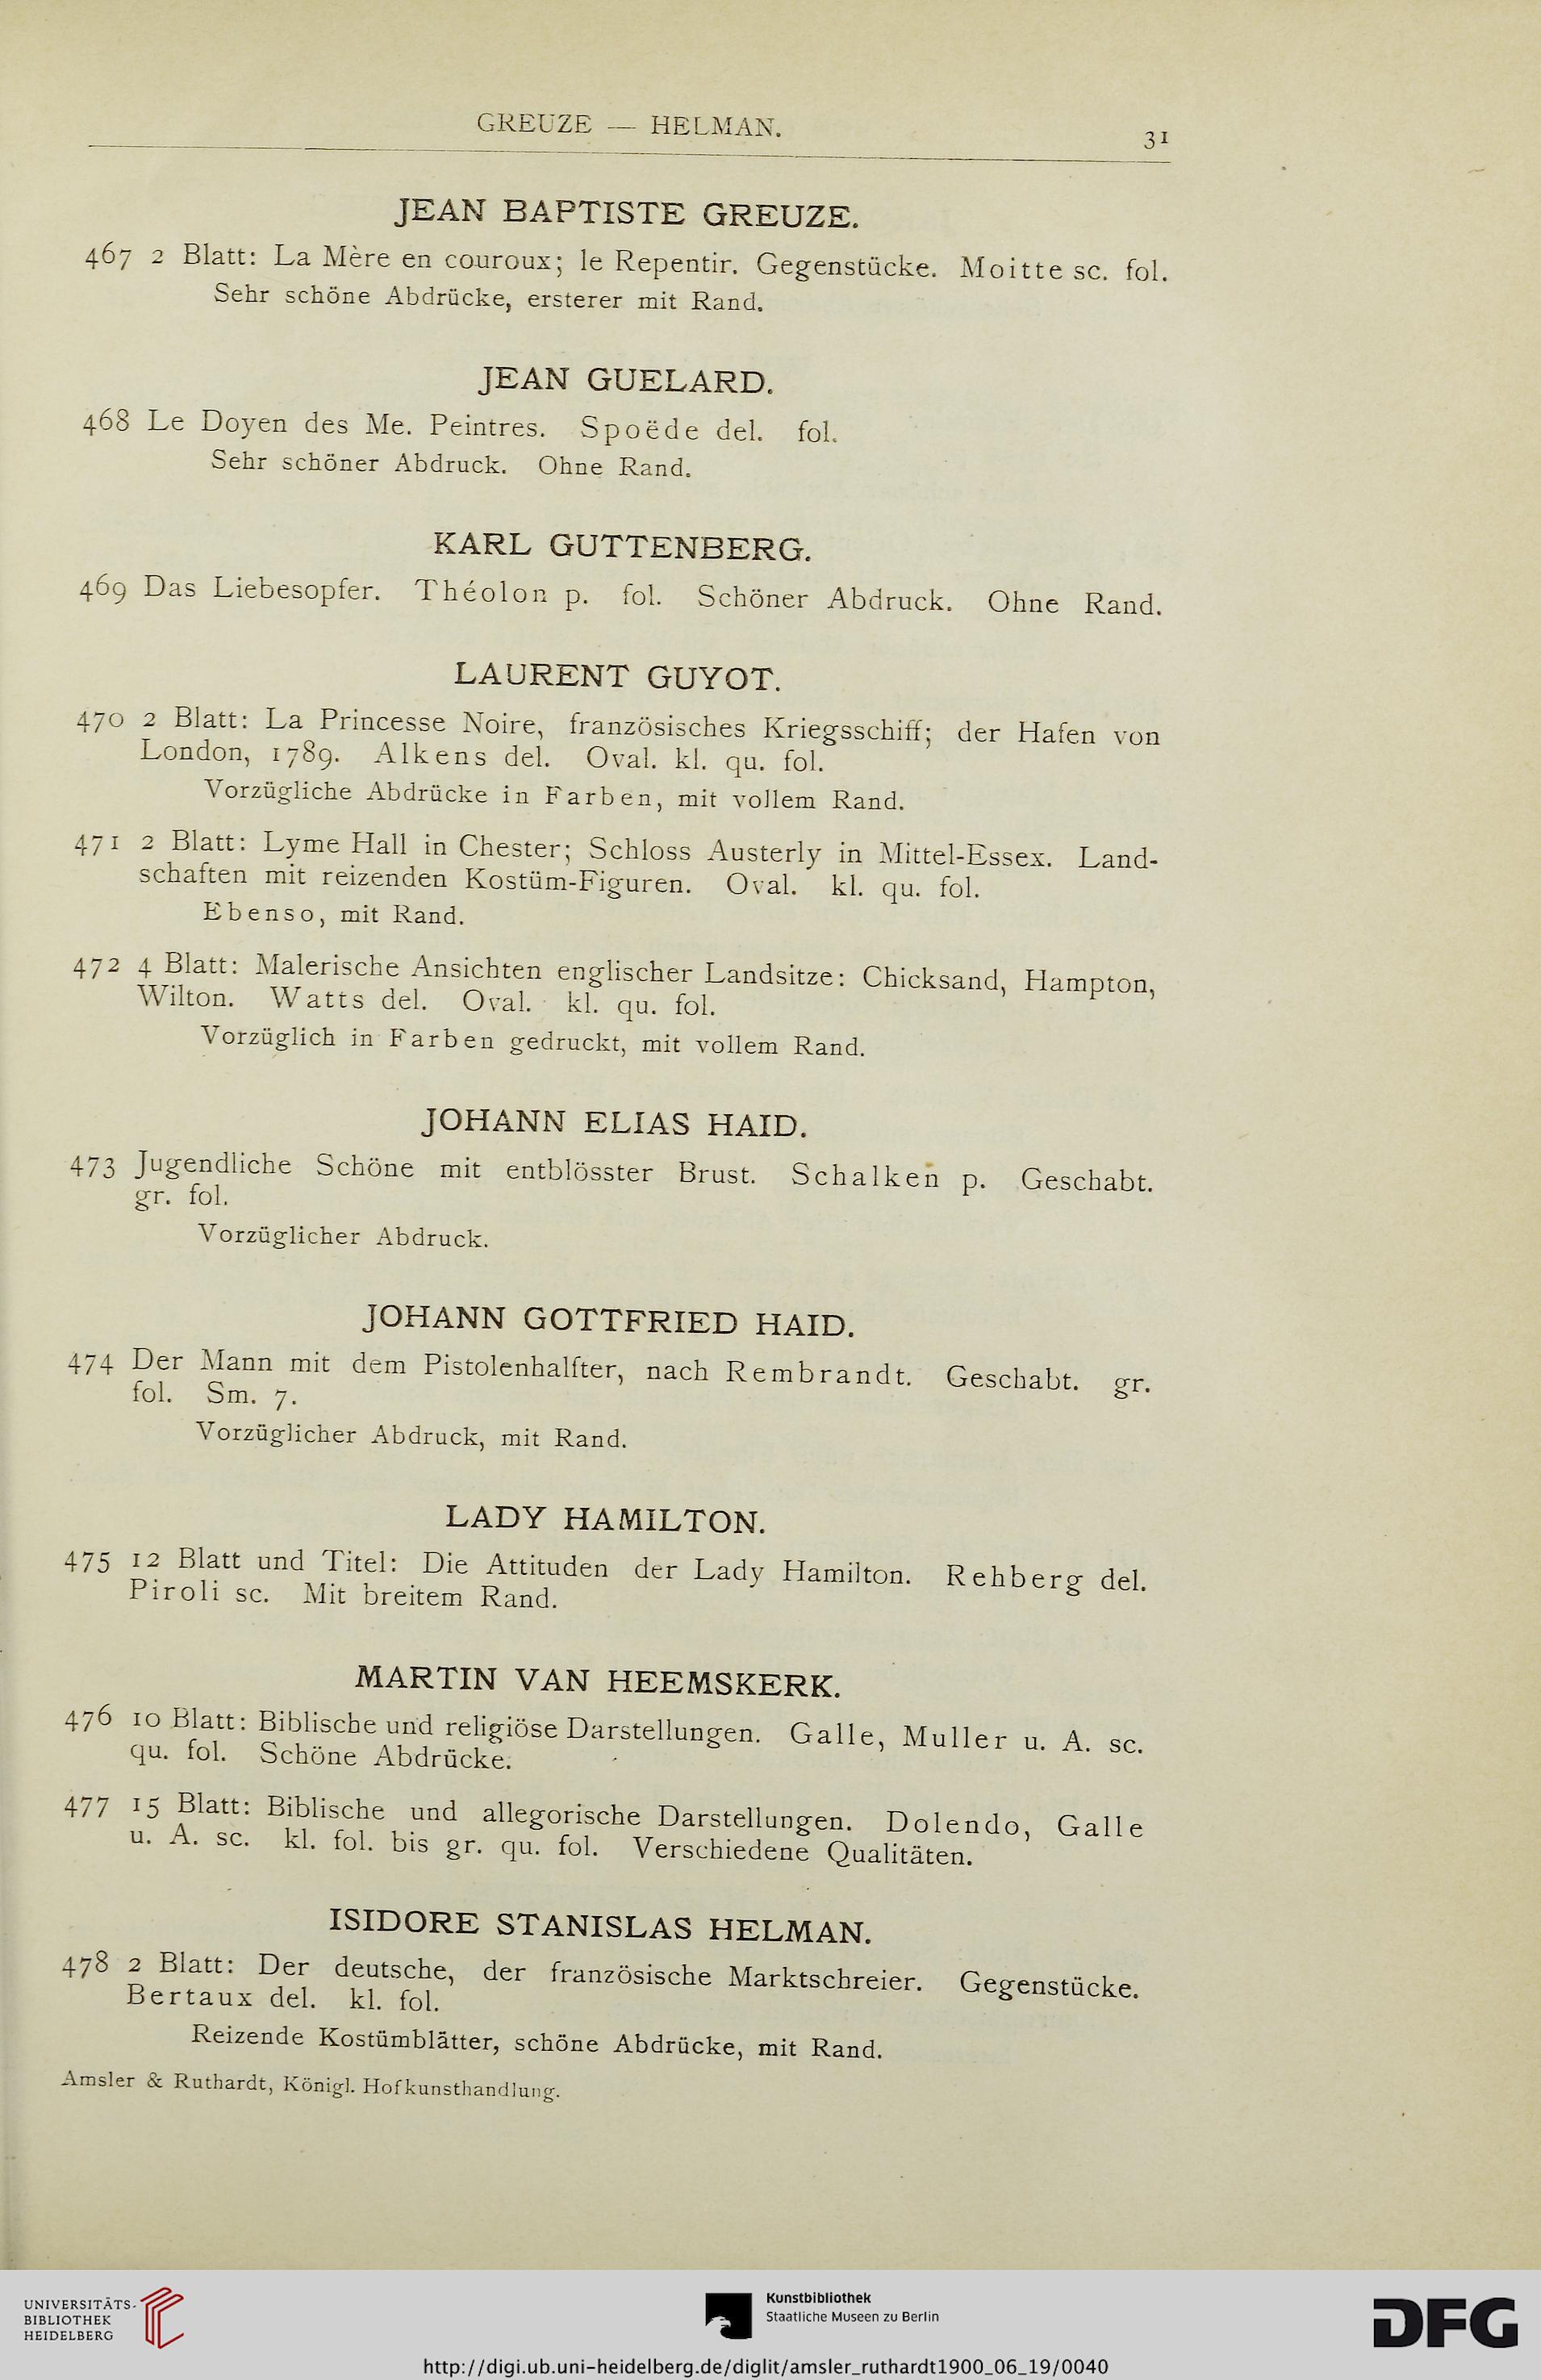 GREUZE — HELMAN.
31
JEAN BAPTISTE GREUZE.
467 2 Blatt: La Mère en couroux; le Repentir. Gegenstücke. Moitte sc. fol.
Sehr schöne Abdrücke, ersterer mit Rand.
JEAN GUELARD.
468 Le Doyen des Me. Peintres. Spoëde del. fol.
Sehr schöner Abdruck. Ohne Rand.
KARL GUTTENBERG.
469 Das Liebesopfer. Théolon p. fol. Schöner Abdruck. Ohne Rand.
LAURENT GUYOT.
470 2 Blatt: La Princesse Noire, französisches Kriegsschiff; der Hafen von
London, 1789. Alkens del. Oval. kl. qu. fol.
Vorzügliche Abdrücke in Farben, mit vollem Rand.
471 2 Blatt: Lyme Hall in Chester; Schloss Austerly in Mittel-Essex. Land-
schaften mit reizenden Kostüm-Figuren. Oval. kl. qu. fol.
Ebenso, mit Rand.
472 4 Blatt: Malerische Ansichten englischer Landsitze: Chicksand, Hampton,
Wilton. Watts del. Oval. kl. qu. fol.
Vorzüglich in Farben gedruckt, mit vollem Rand.
JOHANN ELIAS HAID.
473 Jugendliche Schöne mit entblösster Brust. Schalken p. Geschabt.
gr. fol.
Vorzüglicher Abdruck.
JOHANN GOTTFRIED HAID.
474 Der Mann mit dem Pistolenhalfter, nach Rembrandt. Geschabt. gr.
fol. Sm. 7.
Vorzüglicher Abdruck, mit Rand.
LADY HAMILTON.
475 12 Blatt und Titel: Die Attituden der Lady Hamilton. Rehberg del.
Piroli sc. Mit breitem Rand.
MARTIN VAN HEEMSKERK.
476 10 Blatt: Biblische und religiöse Darstellungen. Galle, Muller u. A. sc.
qu. fol. Schöne Abdrücke.
477 15 Blatt: Biblische und allegorische Darstellungen. Dolendo, Galle
u. A. sc. kl. fol. bis gr. qu. fol. Verschiedene Qualitäten.
ISIDORE STANISLAS HELMAN.
478 2 Blatt: Der deutsche, der französische Marktschreier. Gegenstücke.
Bertaux del. kl. fol.
Reizende Kostümblätter, schöne Abdrücke, mit Rand.
Amsler & Ruthardt, Königl. Hofkunsthandlung.
UNIVERSITÄTS-
BIBLIOTHEK
HEIDELBERG
Kunstbibliothek
Staatliche Museen zu Berlin
DFG
http://digi.ub.uni-heidelberg.de/diglit/amsler_ruthardt1900_06_19/0040